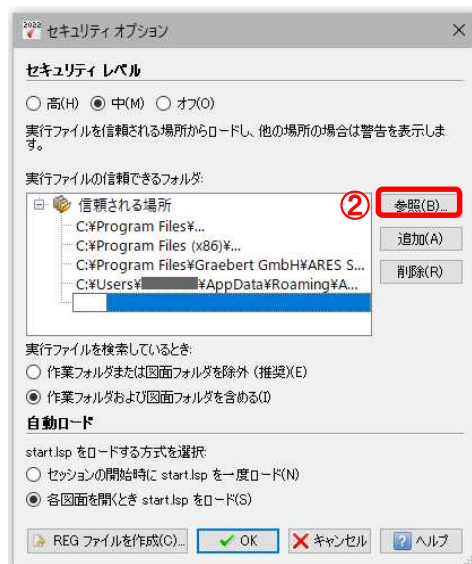 2022 セキュリティ オプション
セキュリティ レベル
高(H) 中(M) オフ(O)
実行ファイルを信頼される場所からロードし、他の場所の場合は警告を表示しま
す。
実行ファイルの信頼できるフォルダ:
信頼される場所
② 参照(B)...
C:¥Program Files¥...
C:¥Program Files (x86)¥...
追加(A)
C:¥Program Files¥Graebert GmbH¥ARES S...
削除(R)
C:¥Users¥ ¥AppData¥Roaming¥A...
実行ファイルを検索しているとき:
作業フォルダまたは図面フォルダを除外 (推奨)(E)
作業フォルダおよび図面フォルダを含める(I)
自動ロード
start.lsp をロードする方式を選択:
セッションの開始時に start.lsp を一度ロード(N)
各図面を開くとき start.lsp をロード(S)
REG ファイルを作成(C)... OK キャンセル ヘルプ